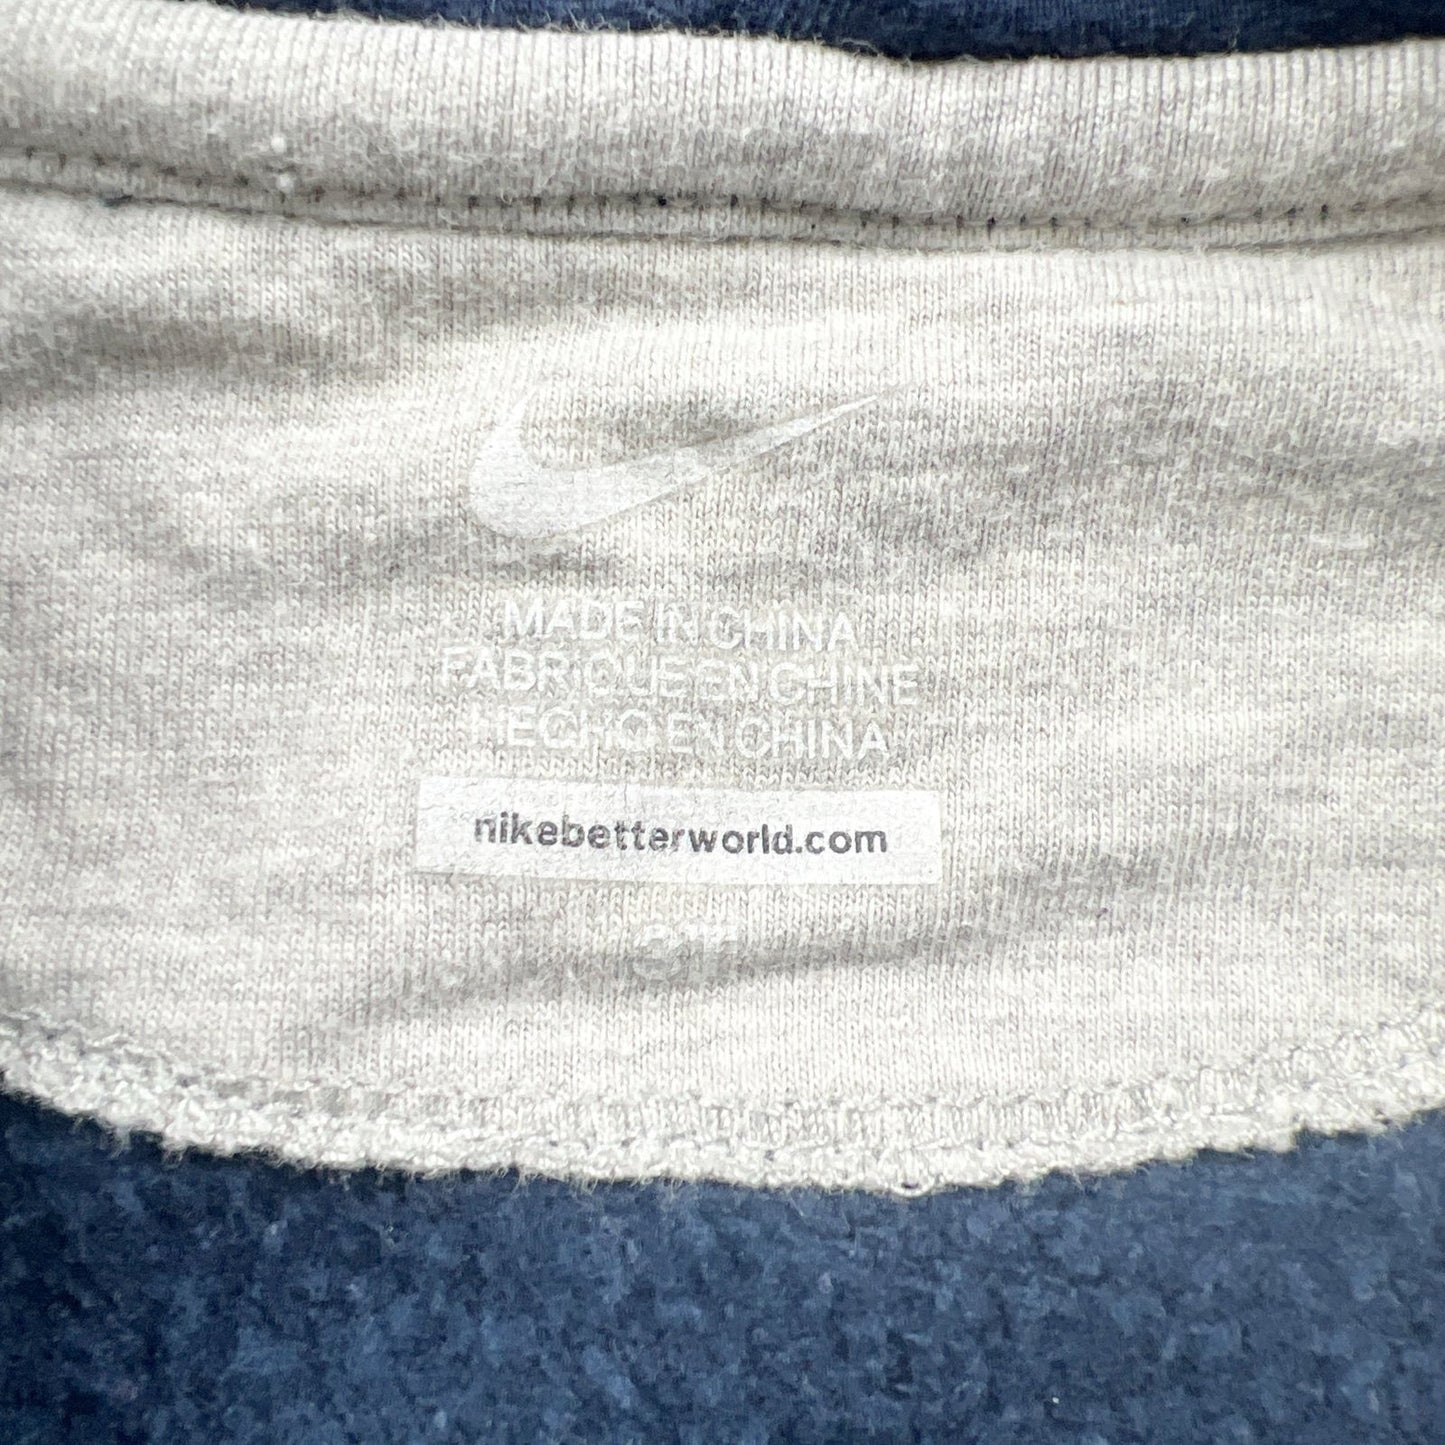 MADE IN CHINA
FABRIQUE EN CHINE
HECHO EN CHINA
nikebetterworld.com